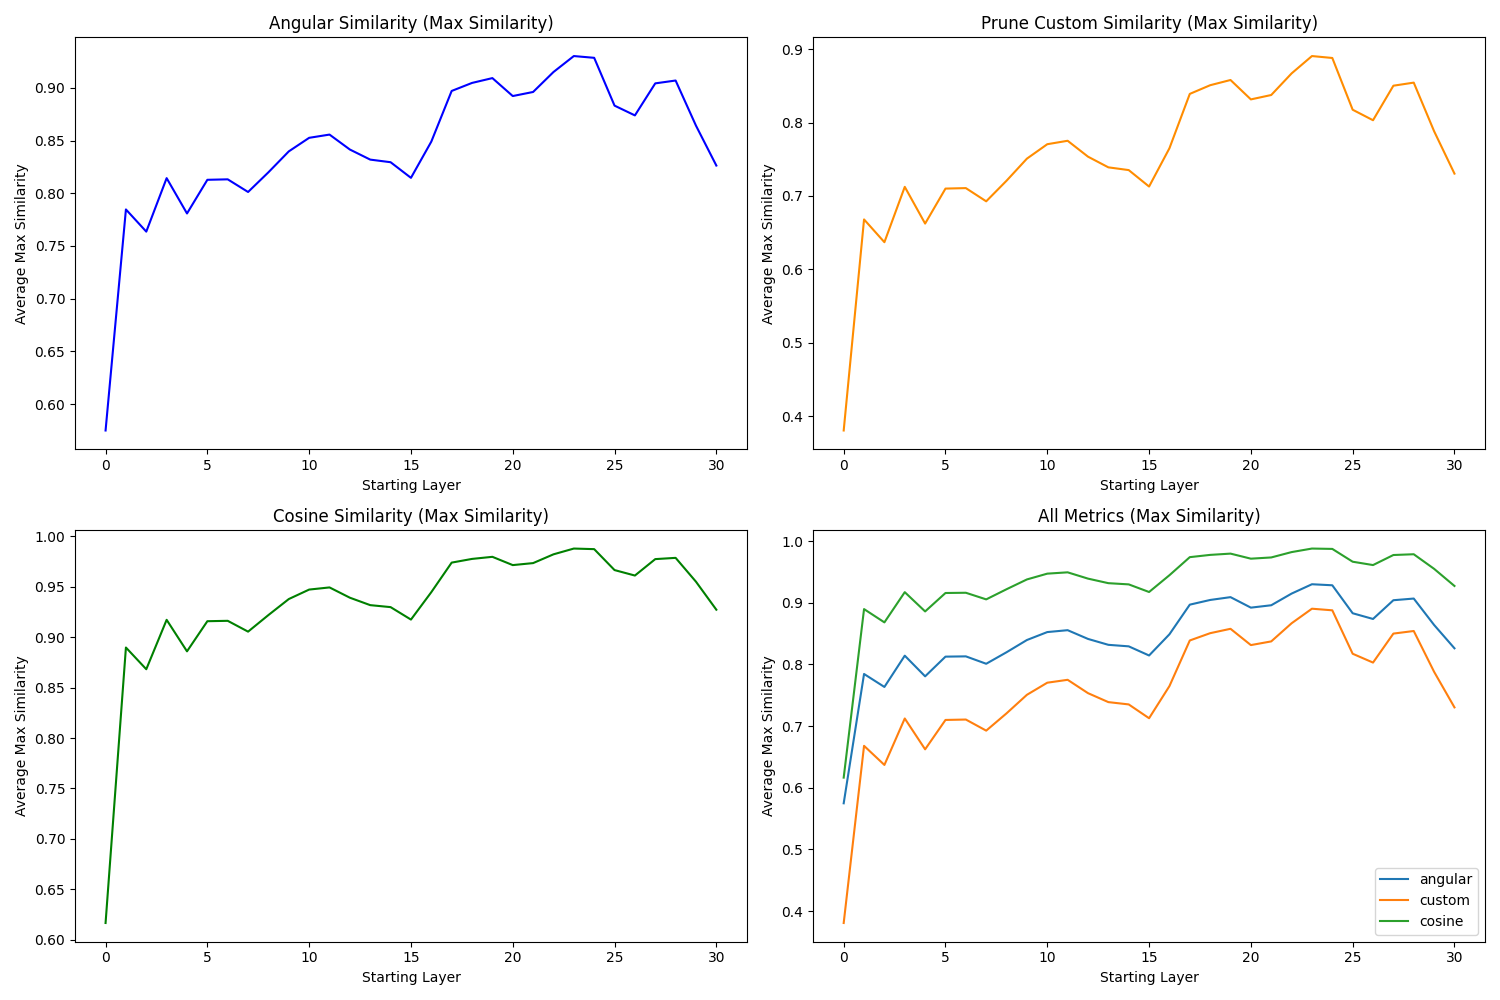 Angular Similarity (Max Similarity)
Average Max Similarity
0.90
0.85
0.80
0.75
0.70
0.65
0.60
0 5 10 15 20 25 30
Starting Layer
Prune Custom Similarity (Max Similarity)
Average Max Similarity
0.9
0.8
0.7
0.6
0.5
0.4
0 5 10 15 20 25 30
Starting Layer
Cosine Similarity (Max Similarity)
Average Max Similarity
1.00
0.95
0.90
0.85
0.80
0.75
0.70
0.65
0.60
0 5 10 15 20 25 30
Starting Layer
All Metrics (Max Similarity)
Average Max Similarity
1.0
0.9
0.8
0.7
0.6
0.5
0.4
angular
custom
cosine
0 5 10 15 20 25 30
Starting Layer